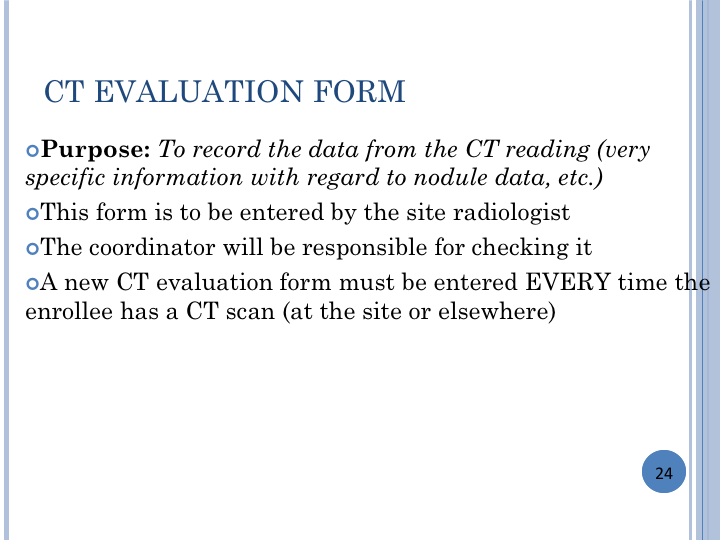 CT EVALUATION FORM
Purpose: To record the data from the CT reading (very
specific information with regard to nodule data, etc.)
This form is to be entered by the site radiologist
The coordinator will be responsible for checking it
A new CT evaluation form must be entered EVERY time the
enrollee has a CT scan (at the site or elsewhere)
24